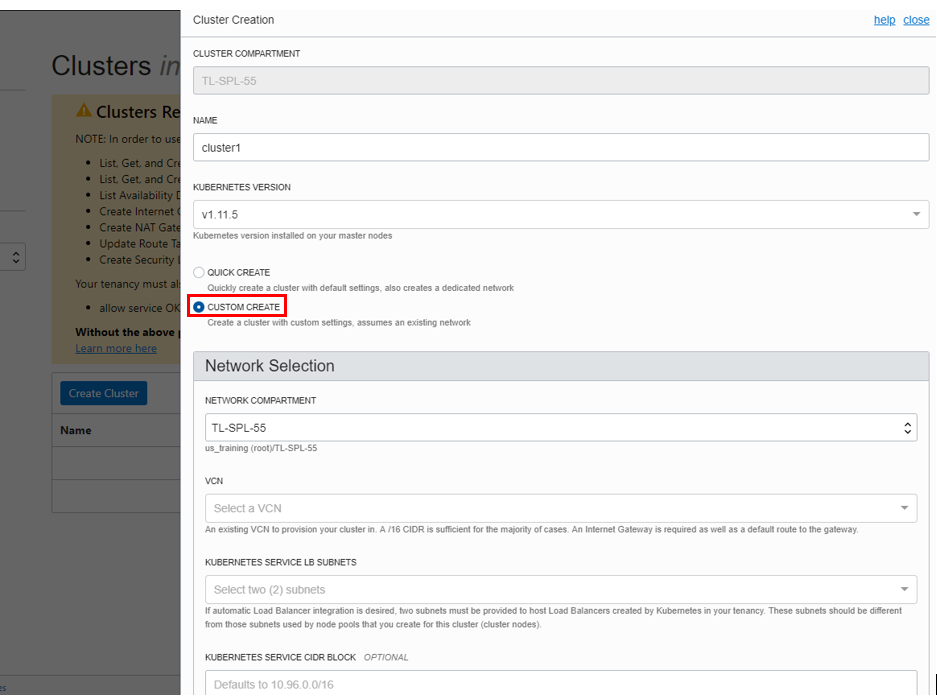 Cluster Creation
help close
Clusters in
CLUSTER COMPARTMENT
TL-SPL-55
NAME
cluster1
KUBERNETES VERSION
v1.11.5
Kubernetes version installed on your master nodes
QUICK CREATE
Quickly create a cluster with default settings, also creates a dedicated network
CUSTOM CREATE
Create a cluster with custom settings, assumes an existing network
Network Selection
NETWORK COMPARTMENT
TL-SPL-55
us_training (root)/TL-SPL-55
VCN
Select a VCN
An existing VCN to provision your cluster in. A /16 CIDR is sufficient for the majority of cases. An Internet Gateway is required as well as a default route to the gateway.
KUBERNETES SERVICE LB SUBNETS
Select two (2) subnets
If automatic Load Balancer integration is desired, two subnets must be provided to host Load Balancers created by Kubernetes in your tenancy. These subnets should be different
from those subnets used by node pools that you create for this cluster (cluster nodes).
KUBERNETES SERVICE CIDR BLOCK OPTIONAL
Defaults to 10.96.0.0/16
Clusters Re
NOTE: In order to use
List, Get, and Cre
List, Get, and Cre
List Availability D
Create Internet G
Create NAT Gate
Update Route Ta
Create Security L
Your tenancy must al
allow service OK
Without the above p
Learn more here
Create Cluster
Name
es